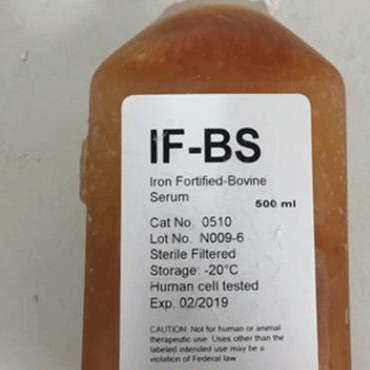 IF-BS
Iron Fortified-Bovine
Serum
500 ml
Cat No. 0510
Lot No. N009-6
Sterile Filtered
Storage: -20°C
Human cell tested
Exp. 02/2019
CAUTION: Not for human or animal
therapeutic use. Uses other than the
labeled intended use may be a
violation of Federal law